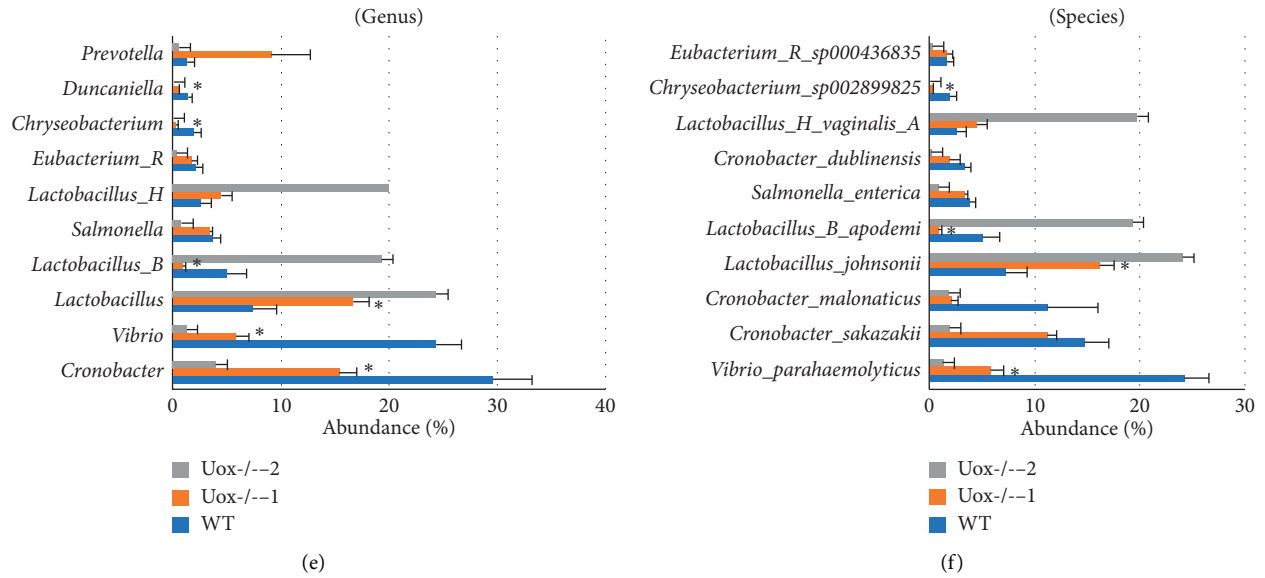 (Genus)
Prevotella
Duncaniella
*
Chryseobacterium
*
Eubacterium_R
Lactobacillus_H
Salmonella
Lactobacillus_B
*
Lactobacillus
*
Vibrio
*
Cronobacter
*
0 10 20 30 40
Abundance (%)
Uox-/-–2
Uox-/-–1
WT
(e)
(Species)
Eubacterium_R_sp000436835
Chryseobacterium_sp002899825
*
Lactobacillus_H_vaginalis_A
Cronobacter_dublinensis
Salmonella_enterica
Lactobacillus_B_apodemi
*
Lactobacillus_johnsonii
*
Cronobacter_malonaticus
Cronobacter_sakazakii
Vibrio_parahaemolyticus
*
0 10 20 30
Abundance (%)
Uox-/-–2
Uox-/-–1
WT
(f)